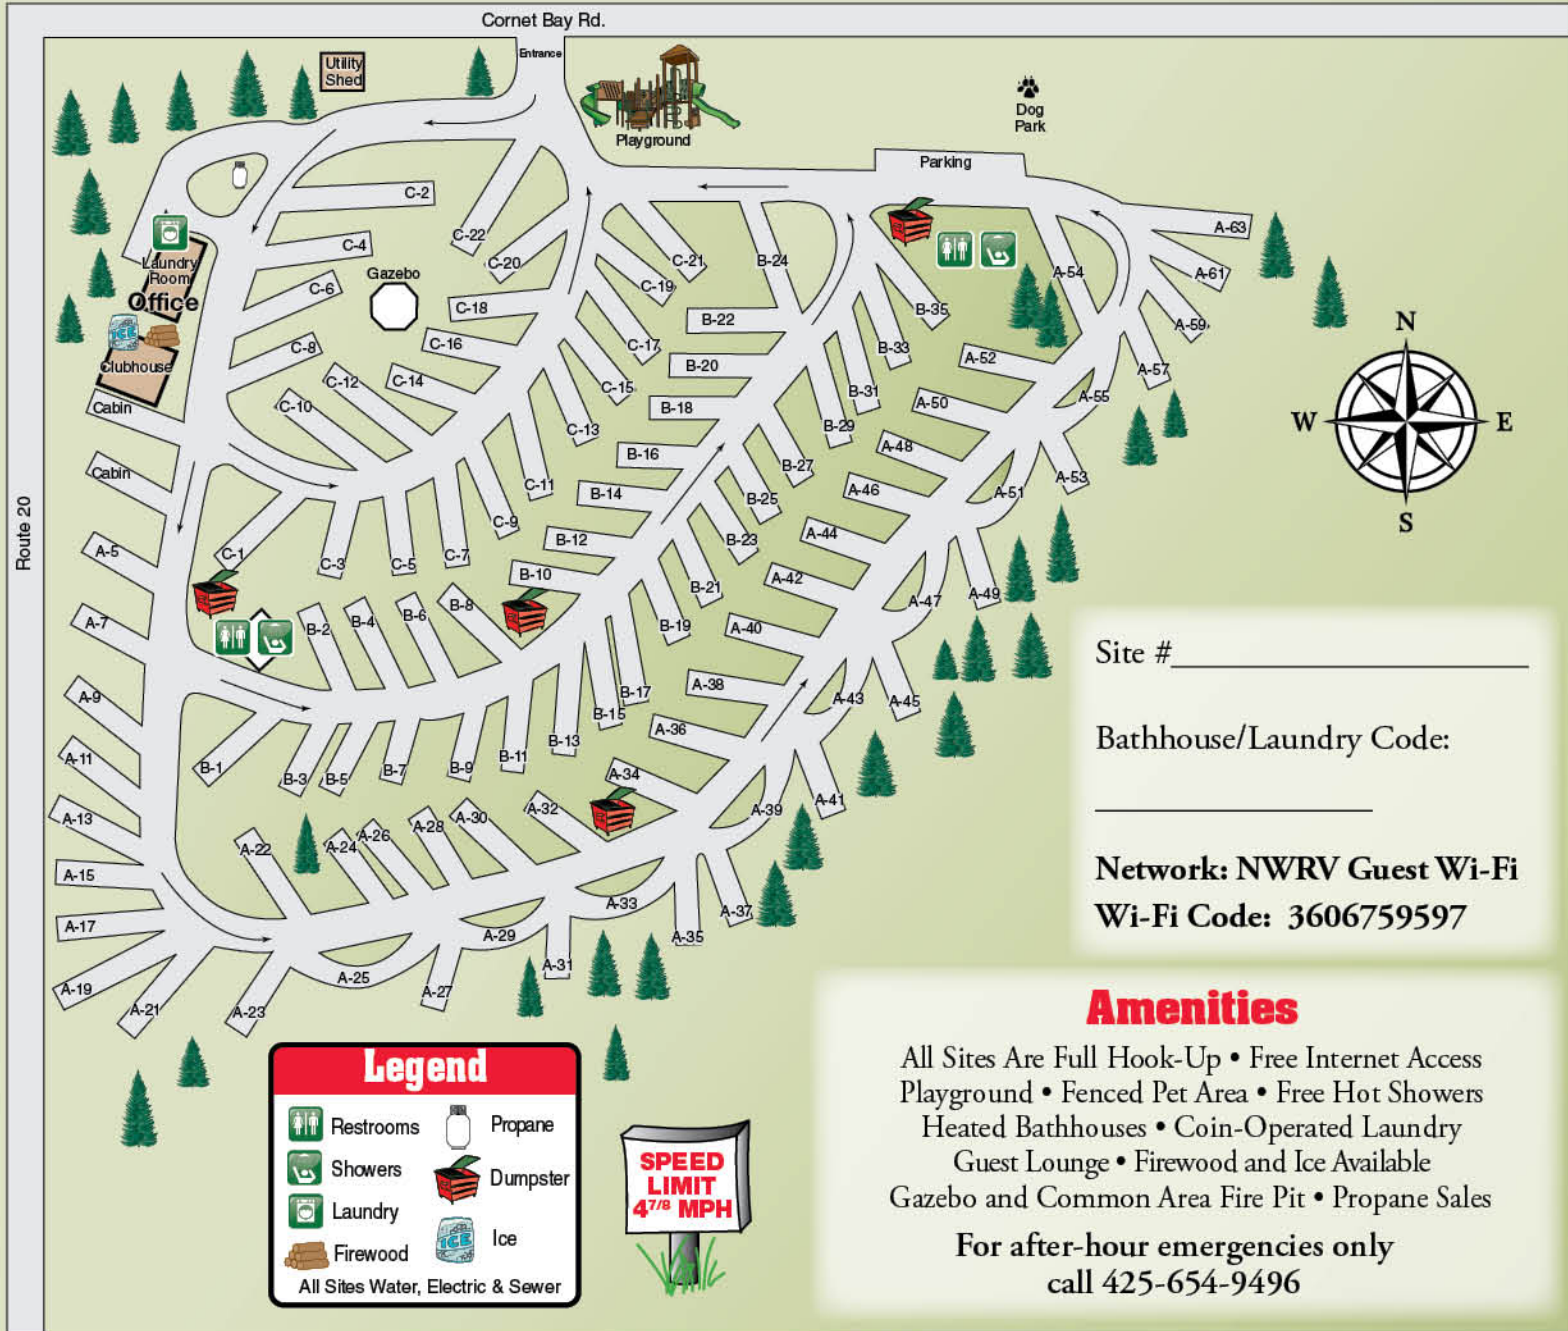 Cornet Bay Rd.
Entrance
Utility
Shed
Playground
Dog
Park
Parking
Route 20
Laundry
Room
Office
ICE
Clubhouse
Cabin
Cabin
Gazebo
C-2
C-4
C-6
C-8
C-10
C-12
C-14
C-16
C-18
C-20
C-22
C-21
C-19
C-17
C-15
C-13
C-11
C-9
C-7
C-5
C-3
C-1
B-24
B-22
B-20
B-18
B-16
B-14
B-12
B-10
B-8
B-6
B-4
B-2
B-35
B-33
B-31
B-29
B-27
B-25
B-23
B-21
B-19
B-17
B-15
B-13
B-11
B-9
B-7
B-5
B-3
B-1
A-63
A-61
A-59
A-57
A-55
A-53
A-51
A-49
A-47
A-45
A-43
A-41
A-39
A-37
A-35
A-33
A-31
A-29
A-27
A-25
A-23
A-21
A-19
A-17
A-15
A-13
A-11
A-9
A-7
A-5
A-54
A-52
A-50
A-48
A-46
A-44
A-42
A-40
A-38
A-36
A-34
A-32
A-30
A-28
A-26
A-24
A-22
N
W
E
S
Site #
Bathhouse/Laundry Code:
Network: NWRV Guest Wi-Fi
Wi-Fi Code: 3606759597
Amenities
All Sites Are Full Hook-Up • Free Internet Access
Playground • Fenced Pet Area • Free Hot Showers
Heated Bathhouses • Coin-Operated Laundry
Guest Lounge • Firewood and Ice Available
Gazebo and Common Area Fire Pit • Propane Sales
For after-hour emergencies only
call 425-654-9496
Legend
Restrooms
Propane
Showers
Dumpster
Laundry
ICE
Ice
Firewood
All Sites Water, Electric & Sewer
SPEED
LIMIT
4 7/8 MPH